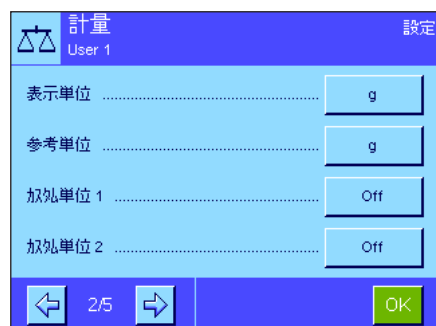 計量
設定
User 1
表示単位 ........ g
参考単位 ........ g
カスタム単位 1 ........ Off
カスタム単位 2 ........ Off
2/5
OK